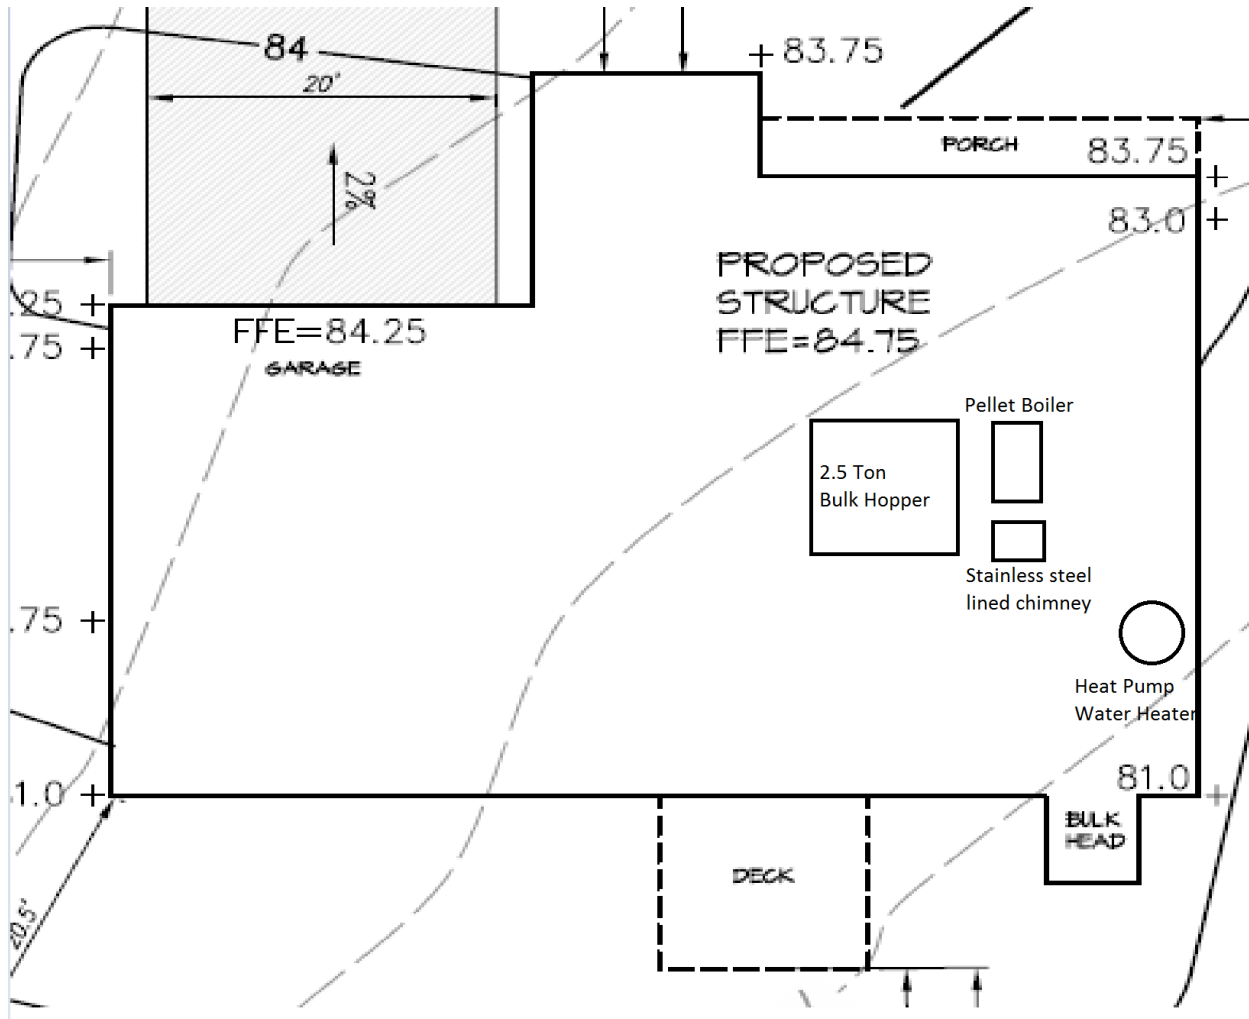 84
83.75
20'
PORCH
83.75
2%
83.0
PROPOSED
STRUCTURE
FFE=84.75
.25
FFE=84.25
.75
GARAGE
Pellet Boiler
2.5 Ton
Bulk Hopper
Stainless steel
lined chimney
.75
Heat Pump
Water Heater
81.0
.1.0
BULK
HEAD
DECK
20.5'